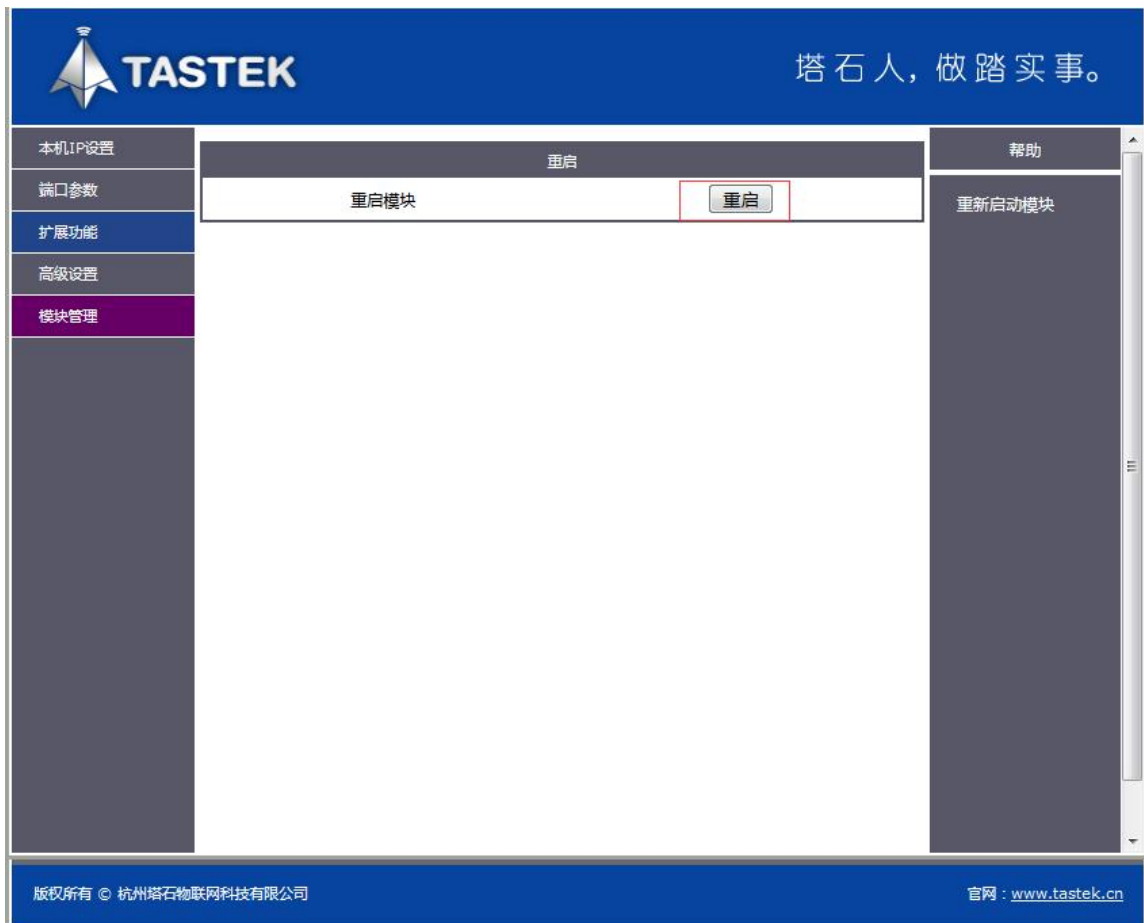 TASTEK
塔石人，做踏实事。
本机IP设置
端口参数
扩展功能
高级设置
模块管理
重启
重启模块
重启
帮助
重新启动模块
版权所有 © 杭州塔石物联网科技有限公司
官网：www.tastek.cn